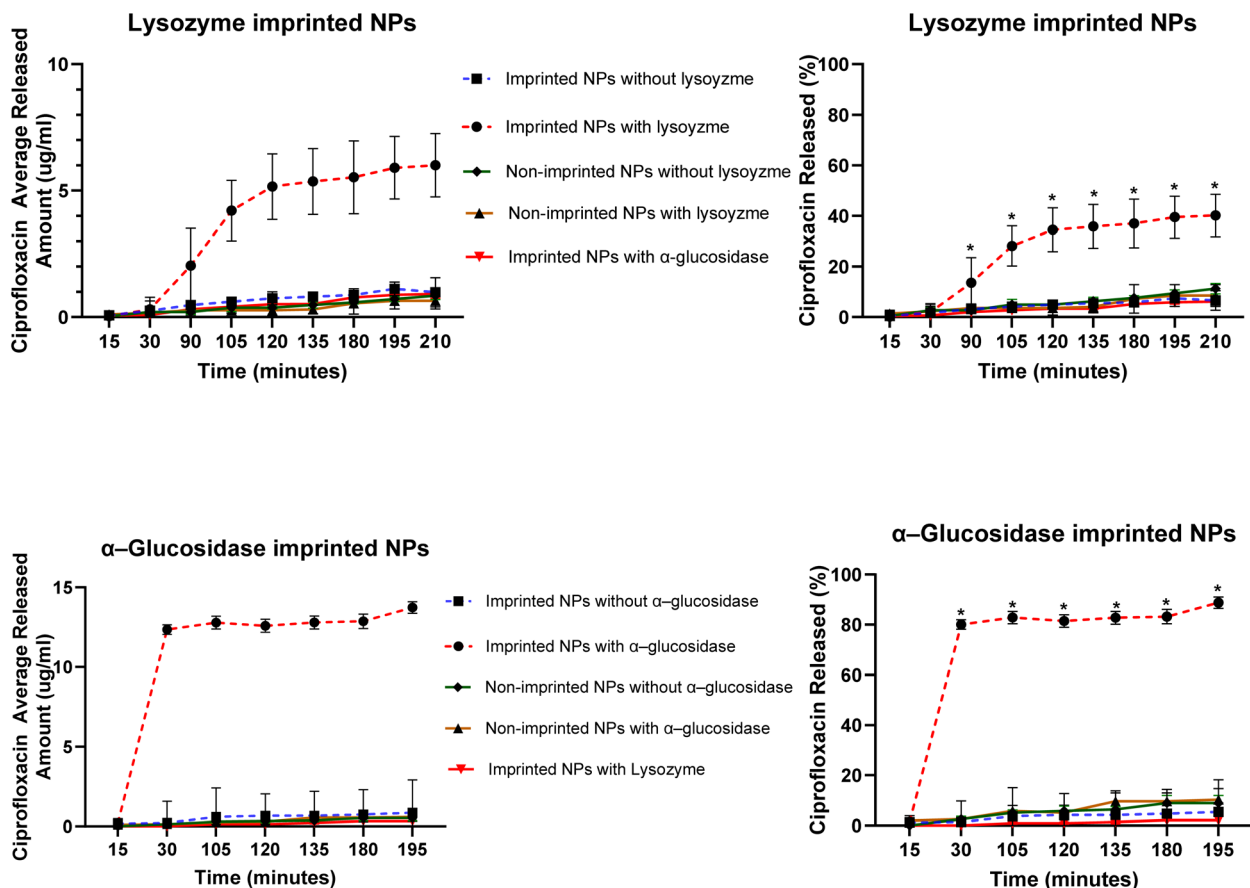 Lysozyme imprinted NPs
Ciprofloxacin Average Released
Amount (ug/ml)
10
5
0
15 30 90 105 120 135 180 195 210
Time (minutes)
Imprinted NPs without lysoyzme
Imprinted NPs with lysoyzme
Non-imprinted NPs without lysoyzme
Non-imprinted NPs with lysoyzme
Imprinted NPs with α-glucosidase
Lysozyme imprinted NPs
Ciprofloxacin Released (%)
100
80
60
40
20
0
* * * * * * *
15 30 90 105 120 135 180 195 210
Time (minutes)
α–Glucosidase imprinted NPs
Ciprofloxacin Average Released
Amount (ug/ml)
15
10
5
0
15 30 105 120 135 180 195
Time (minutes)
Imprinted NPs without α–glucosidase
Imprinted NPs with α–glucosidase
Non-imprinted NPs without α–glucosidase
Non-imprinted NPs with α–glucosidase
Imprinted NPs with Lysozyme
α–Glucosidase imprinted NPs
Ciprofloxacin Released (%)
100
80
60
40
20
0
* * * * * *
15 30 105 120 135 180 195
Time (minutes)